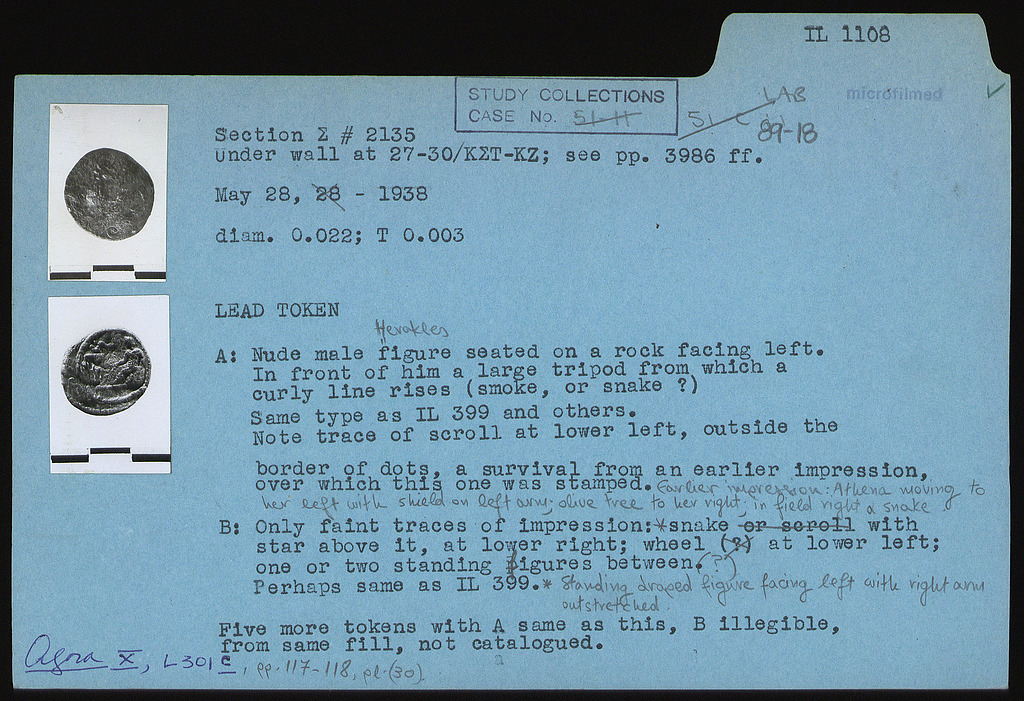 IL 1108
STUDY COLLECTIONS
CASE No. 51-H
51
LAB
89-18
microfilmed
Section Σ # 2135
Under wall at 27-30/ΚΣΤ-ΚΖ; see pp. 3986 ff.
May 28, 28 - 1938
diam. 0.022; T 0.003
LEAD TOKEN
Herakles
A: Nude male figure seated on a rock facing left.
In front of him a large tripod from which a
curly line rises (smoke, or snake ?)
Same type as IL 399 and others.
Note trace of scroll at lower left, outside the
border of dots, a survival from an earlier impression,
over which this one was stamped. Earlier impression: Athena moving to
her left with shield on left arm; olive tree to her right; in field right a snake.
B: Only faint traces of impression:*snake or scroll with
star above it, at lower right; wheel (?) at lower left;
one or two standing figures between.(?)
Perhaps same as IL 399.* Standing draped figure facing left with right arm
outstretched.
Five more tokens with A same as this, B illegible,
from same fill, not catalogued.
Agora X, L301 c, pp. 117-118, pl. (30).